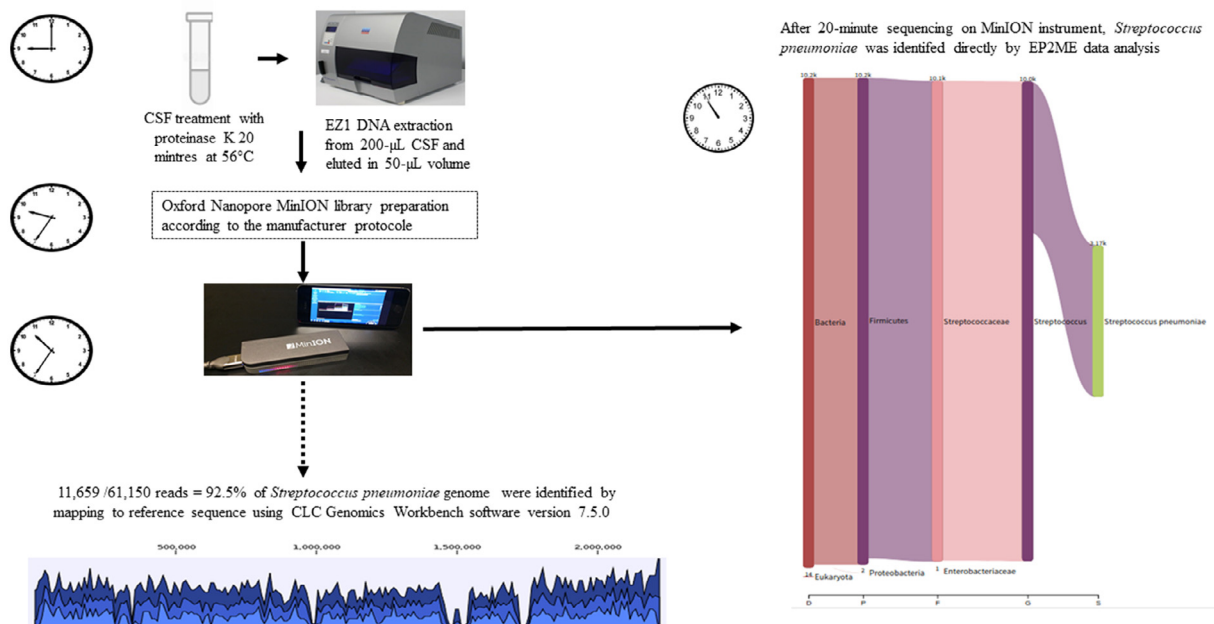 CSF treatment with
proteinase K 20
mintres at 56°C
EZ1 DNA extraction
from 200-μL CSF and
eluted in 50-μL volume
Oxford Nanopore MinION library preparation
according to the manufacturer protocole
MinION
11,659 /61,150 reads = 92.5% of Streptococcus pneumoniae genome were identified by
mapping to reference sequence using CLC Genomics Workbench software version 7.5.0
500,000 1,000,000 1,500,000 2,000,000
After 20-minute sequencing on MinION instrument, Streptococcus
pneumoniae was identifed directly by EP2ME data analysis
10.2k 10.2k 10.1k 10.0k
3.17k
Bacteria Firmicutes Streptococcaceae Streptococcus Streptococcus pneumoniae
Eukaryota 2 Proteobacteria 1 Enterobacteriaceae
D P F G S